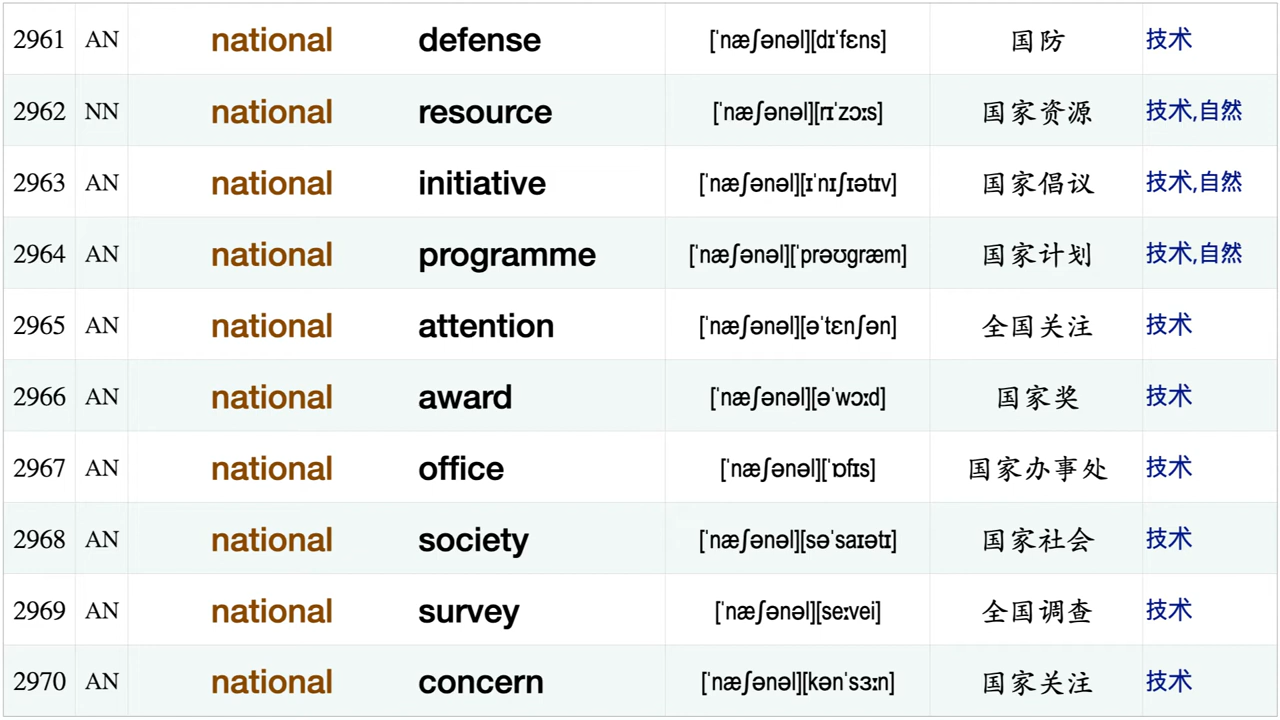 2961 AN national defense [ˈnæʃənəl][dɪˈfɛns] 国防 技术
2962 NN national resource [ˈnæʃənəl][rɪˈzɔːs] 国家资源 技术,自然
2963 AN national initiative [ˈnæʃənəl][ɪˈnɪʃɪətɪv] 国家倡议 技术,自然
2964 AN national programme [ˈnæʃənəl][ˈprəʊgræm] 国家计划 技术,自然
2965 AN national attention [ˈnæʃənəl][əˈtɛnʃən] 全国关注 技术
2966 AN national award [ˈnæʃənəl][əˈwɔːd] 国家奖 技术
2967 AN national office [ˈnæʃənəl][ˈɒfɪs] 国家办事处 技术
2968 AN national society [ˈnæʃənəl][səˈsaɪətɪ] 国家社会 技术
2969 AN national survey [ˈnæʃənəl][seːvei] 全国调查 技术
2970 AN national concern [ˈnæʃənəl][kənˈsɜːn] 国家关注 技术